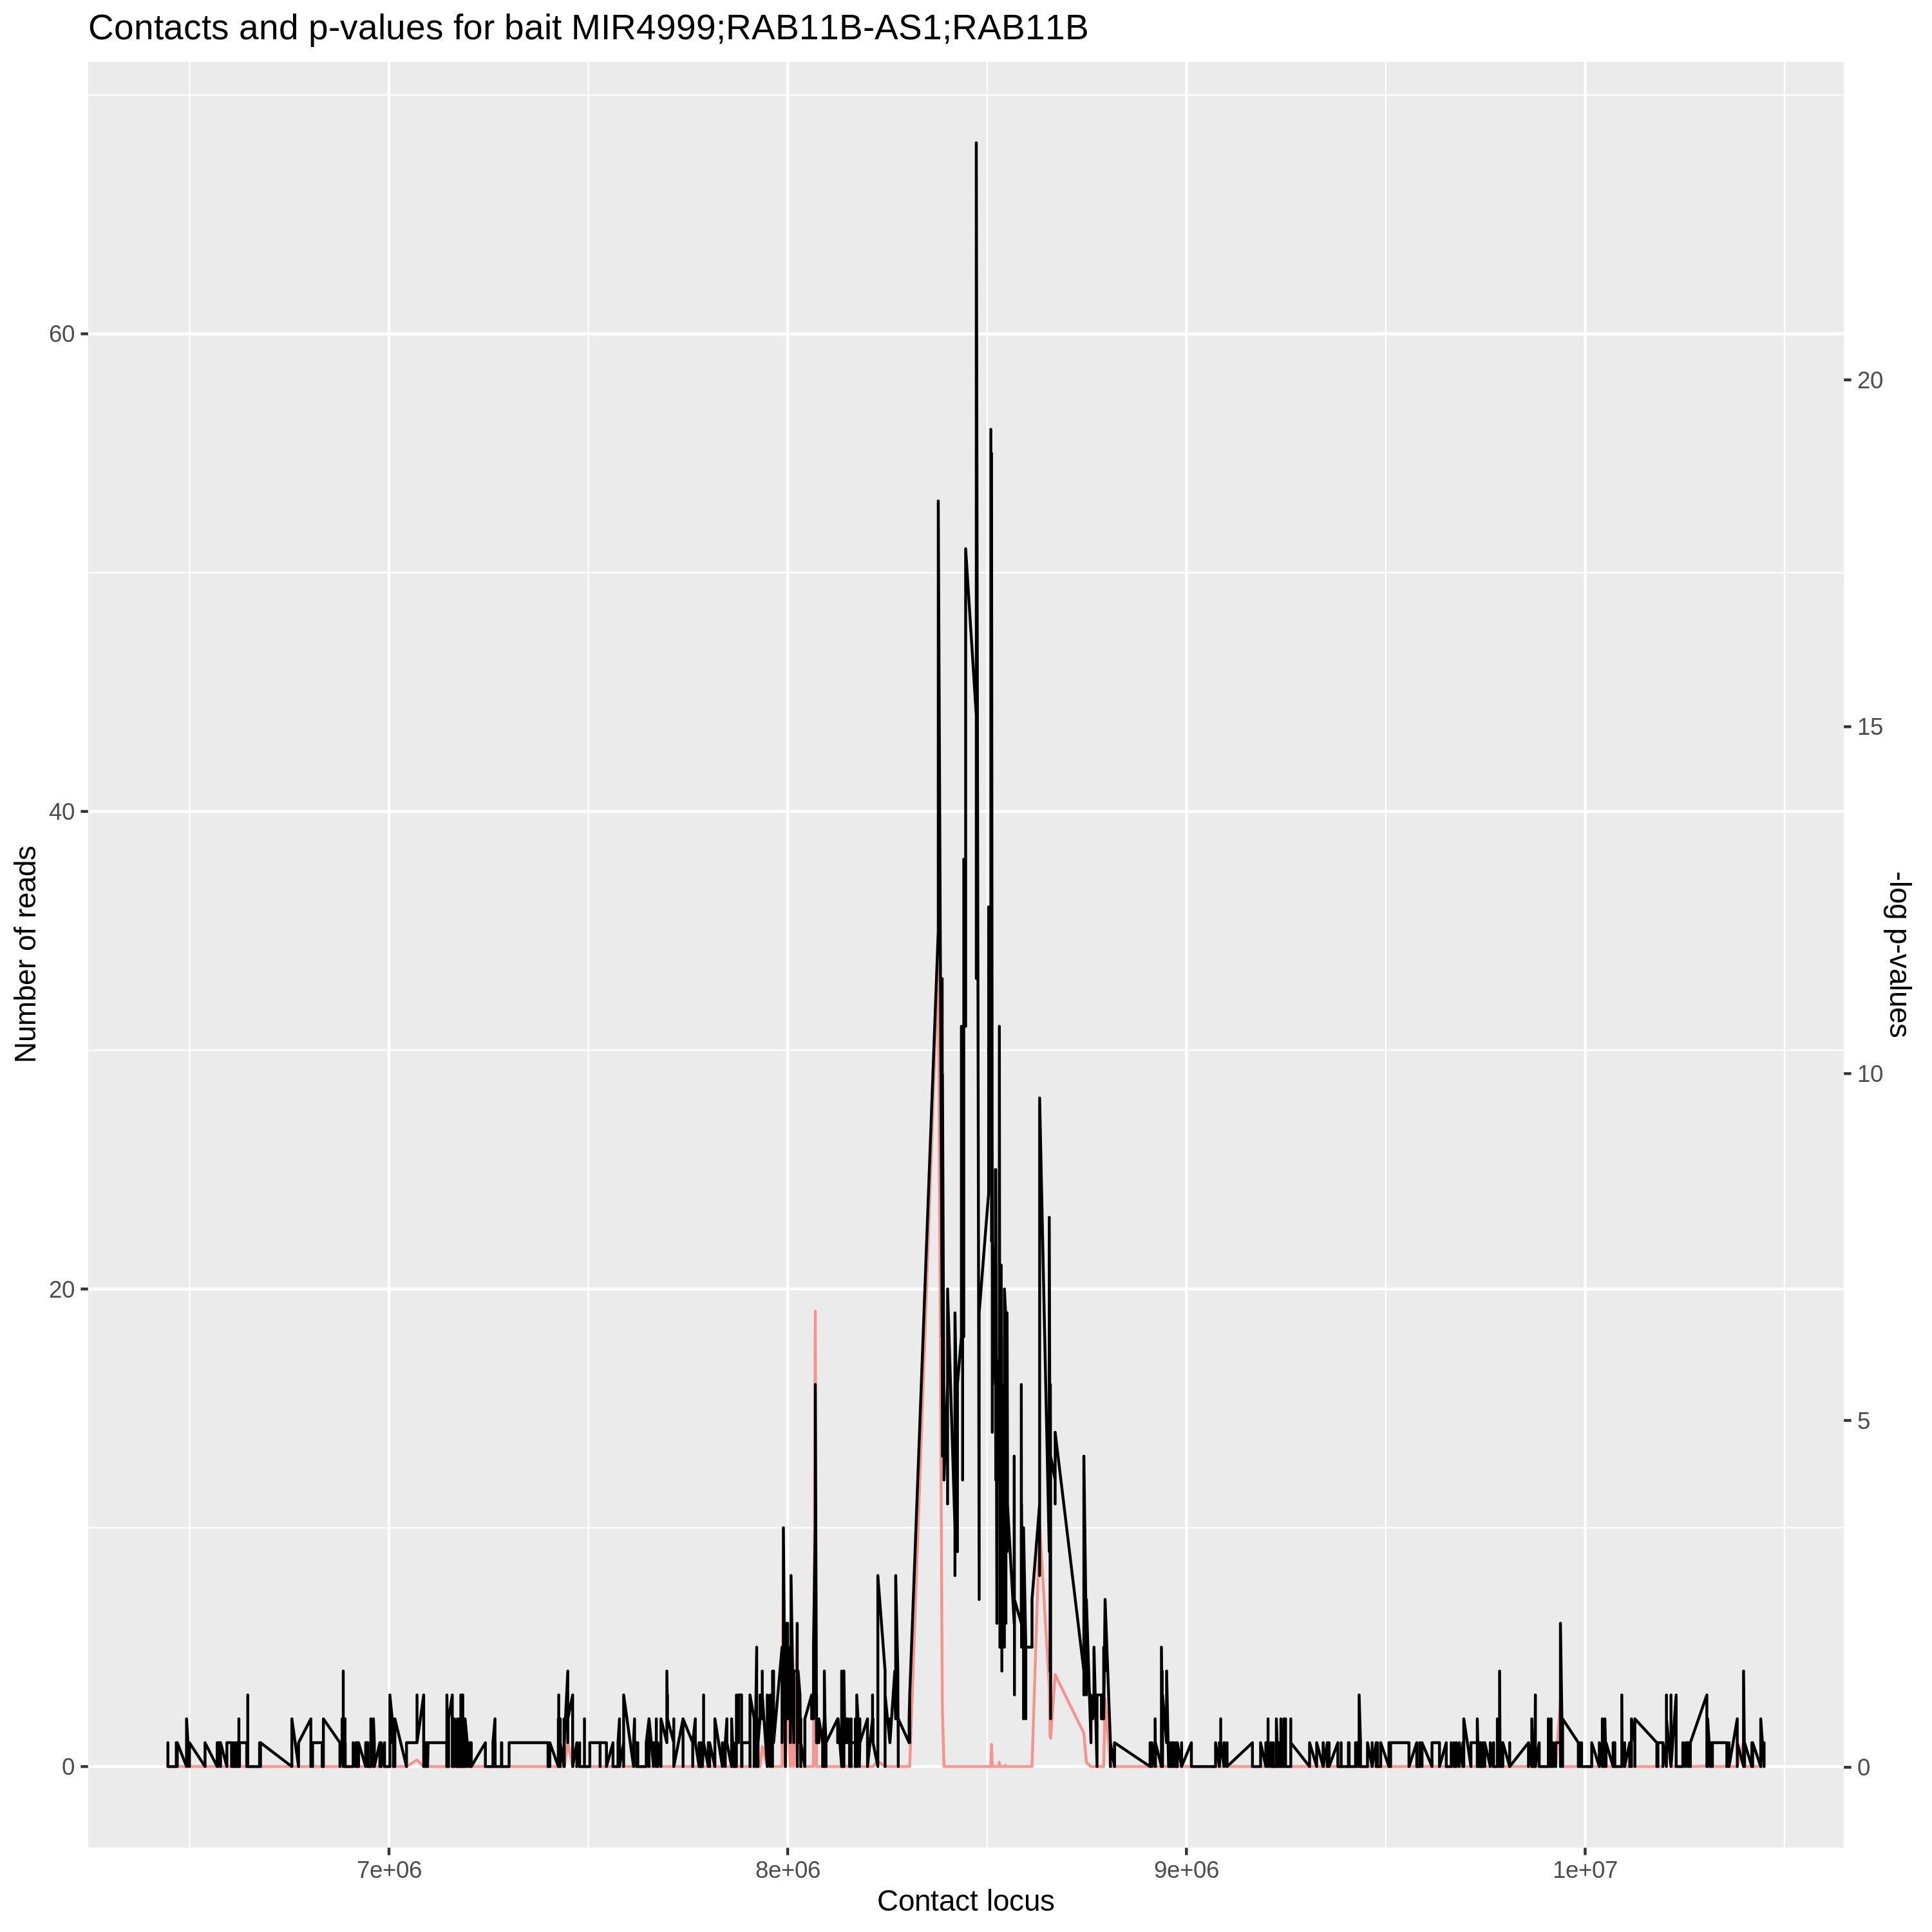 Contacts and p-values for bait MIR4999;RAB11B-AS1;RAB11B
60
40
20
0
20
15
10
5
0
Number of reads
-log p-values
7e+06
8e+06
9e+06
1e+07
Contact locus